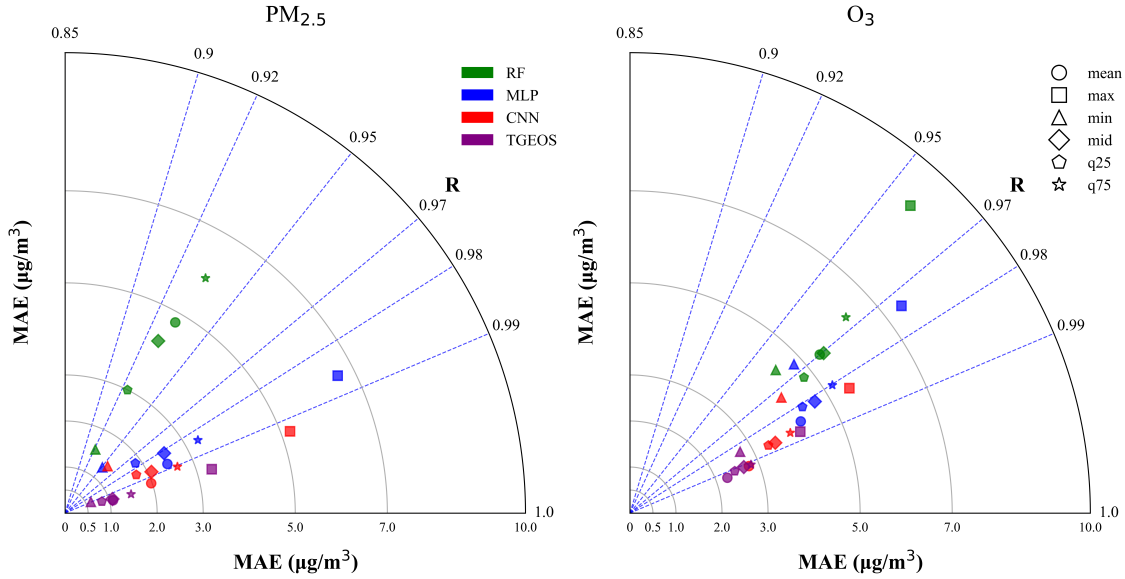 PM2.5
0.85
0.9
0.92
0.95
0.97
0.98
0.99
1.0
R
RF
MLP
CNN
TGEOS
MAE (μg/m3)
0
0.5
1.0
2.0
3.0
5.0
7.0
10.0
MAE (μg/m3)
O3
0.85
0.9
0.92
0.95
0.97
0.98
0.99
1.0
R
mean
max
min
mid
q25
q75
MAE (μg/m3)
0
0.5
1.0
2.0
3.0
5.0
7.0
10.0
MAE (μg/m3)